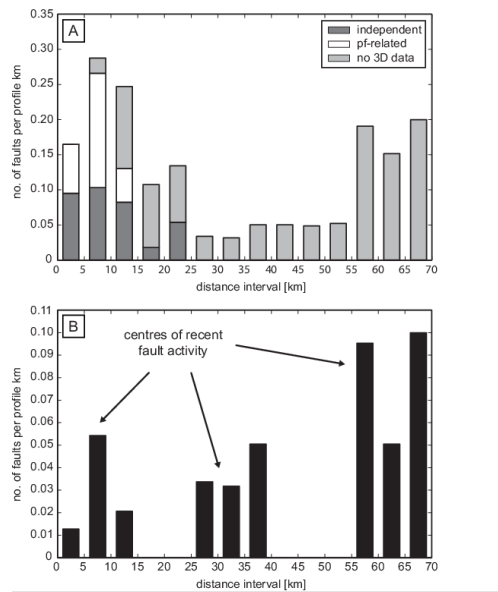 A
independent
pf-related
no 3D data
no. of faults per profile km
0.35
0.30
0.25
0.20
0.15
0.10
0.05
0
0 5 10 15 20 25 30 35 40 45 50 55 60 65 70
distance interval [km]
B
centres of recent
fault activity
no. of faults per profile km
0.11
0.10
0.09
0.08
0.07
0.06
0.05
0.04
0.03
0.02
0.01
0
0 5 10 15 20 25 30 35 40 45 50 55 60 65 70
distance interval [km]